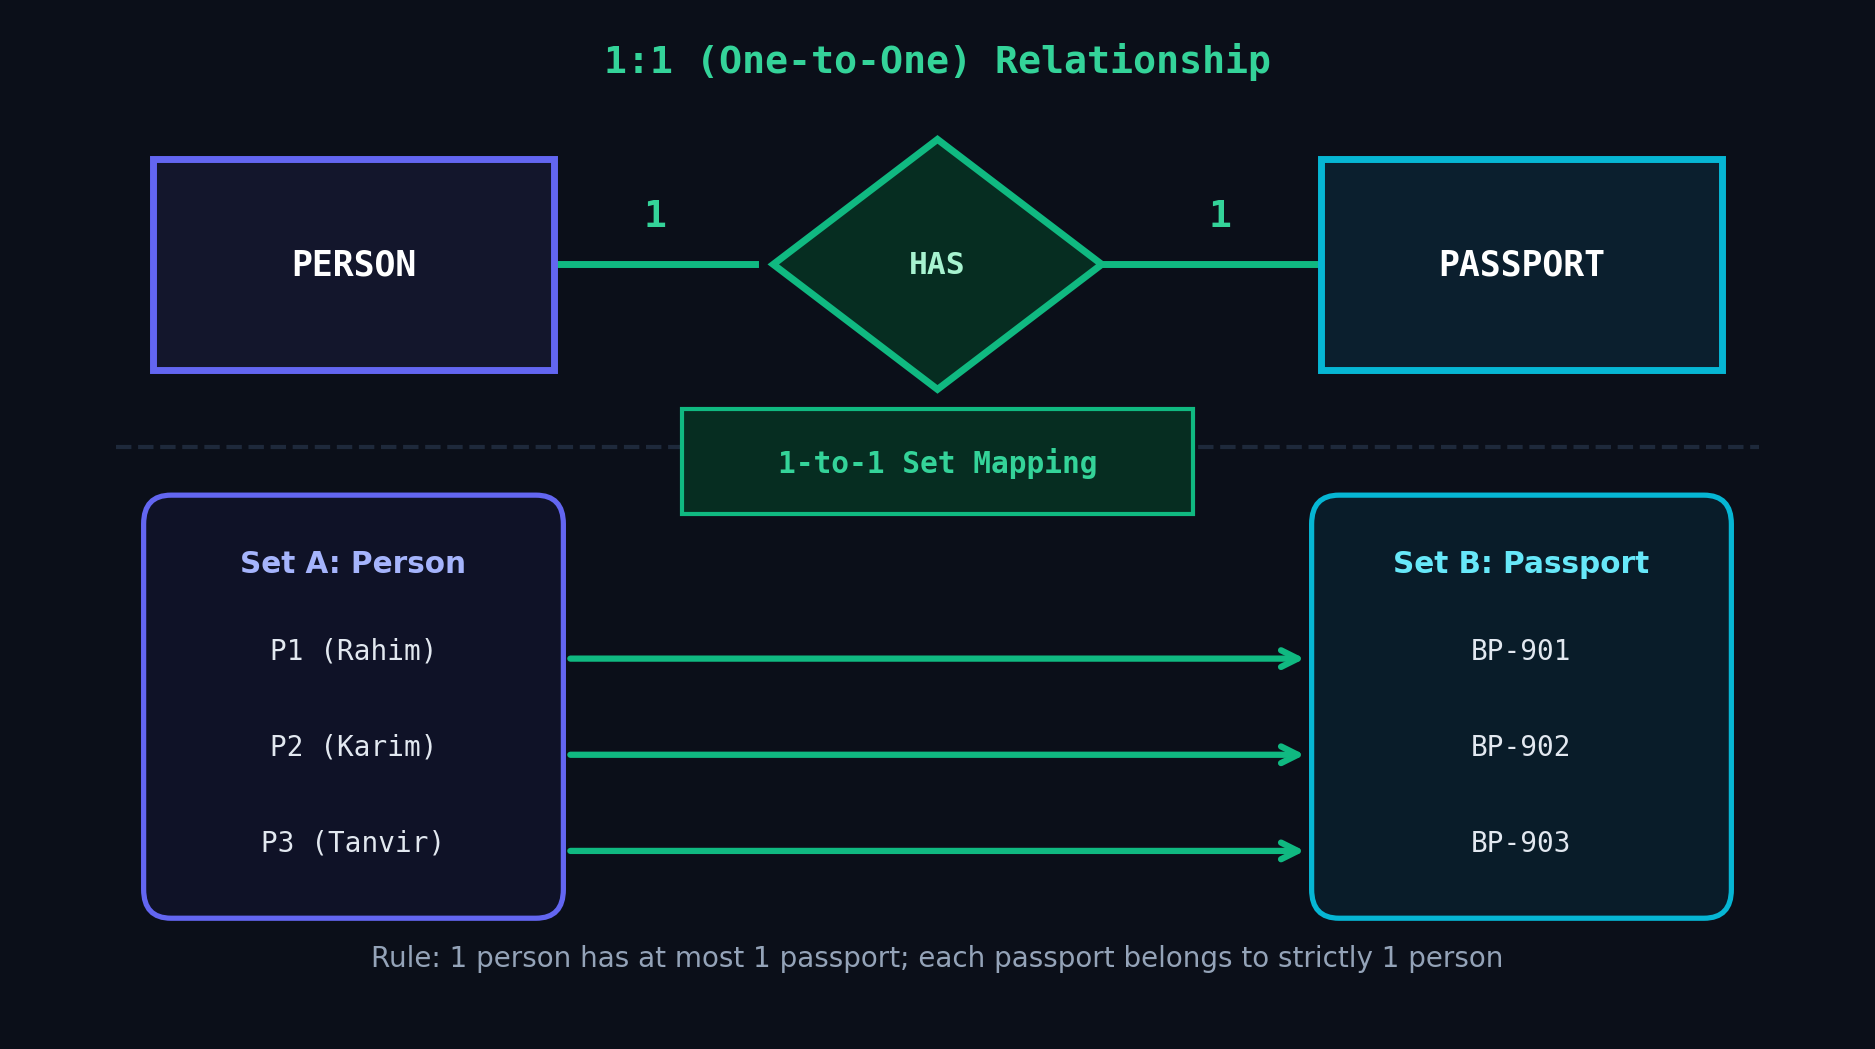 1:1 (One-to-One) Relationship
1 1
PERSON HAS PASSPORT
1-to-1 Set Mapping
Set A: Person Set B: Passport
P1 (Rahim) BP-901
P2 (Karim) BP-902
P3 (Tanvir) BP-903
Rule: 1 person has at most 1 passport; each passport belongs to strictly 1 person